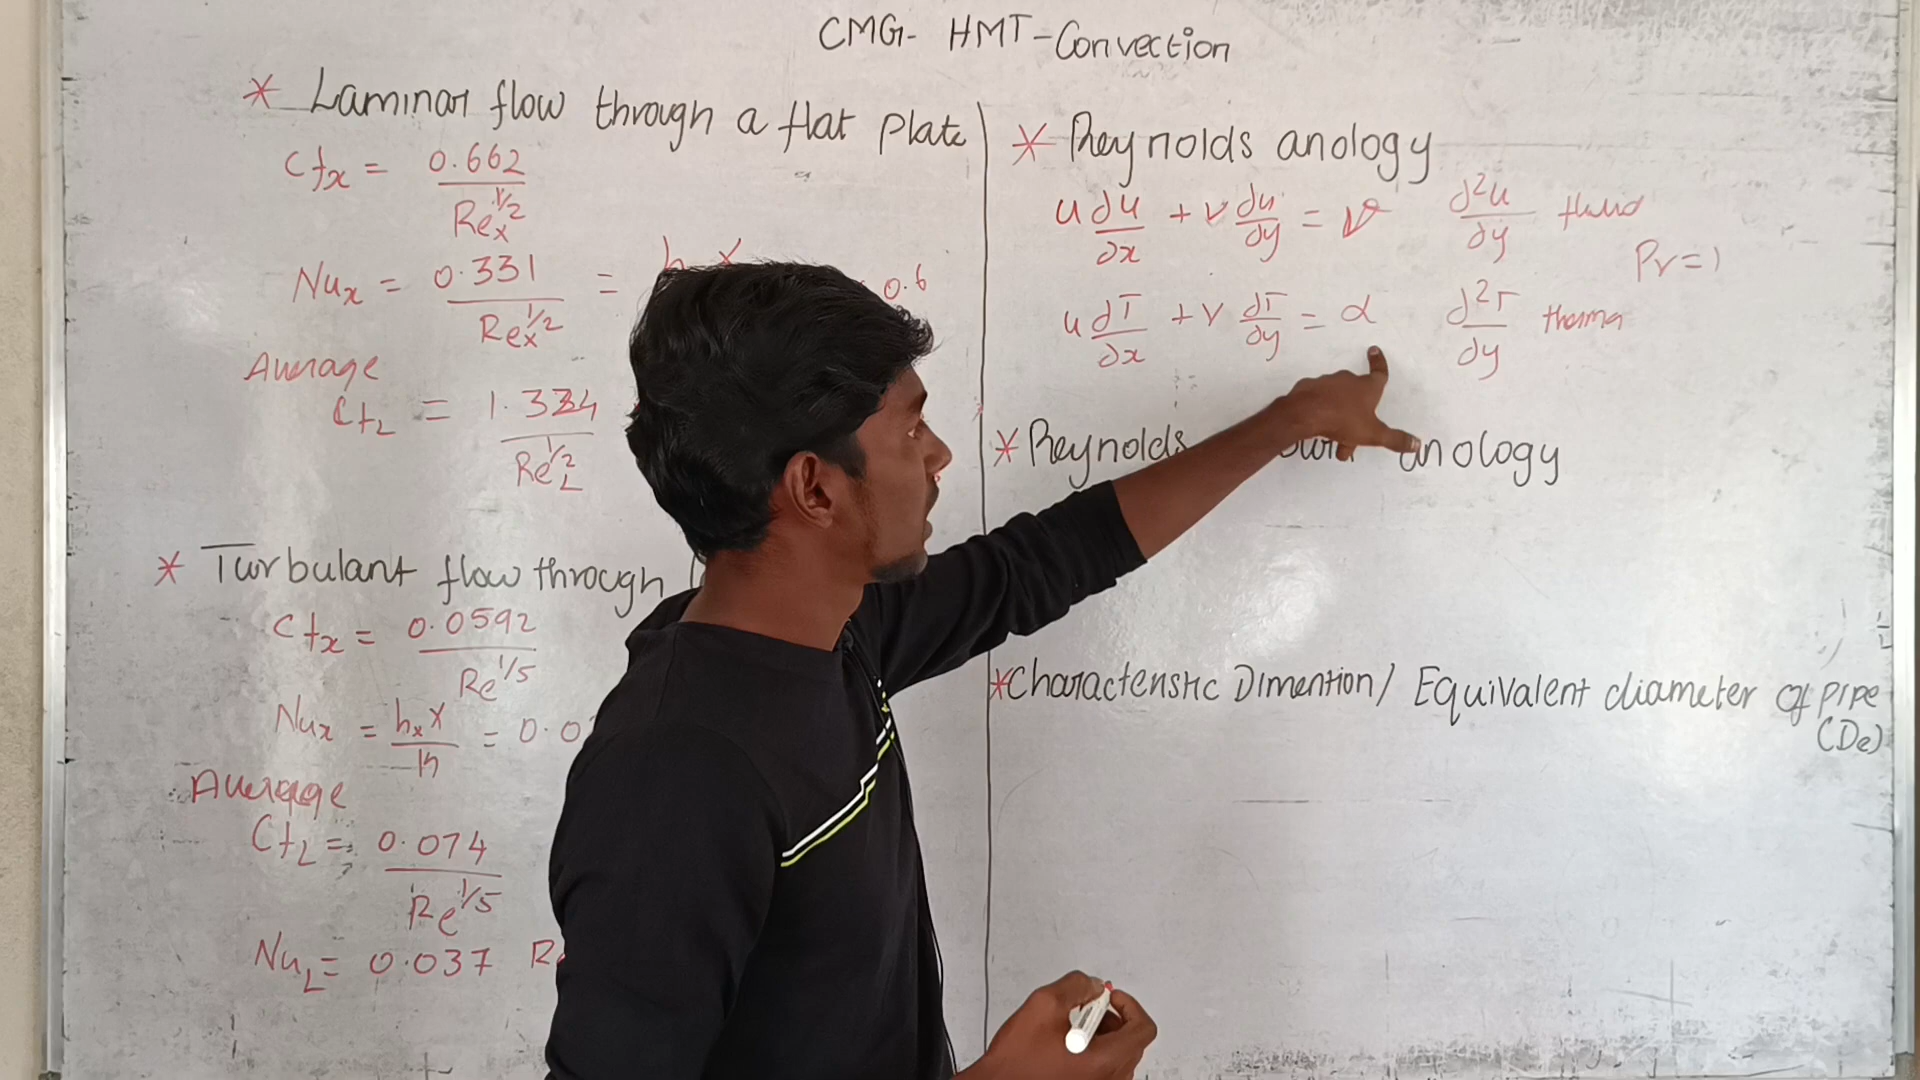 CMG- HMT-Convection
* Laminar flow through a flat plate
Cfx = 0.662 / Rex^1/2
Nux = 0.331 / Rex^1/2 = h x 0.6
Average
CfL = 1.334 / ReL^1/2
* Turbulant flow through
Cfx = 0.0592 / Re^1/5
Nux = hx x / k = 0.0
Average
CfL = 0.074 / Re^1/5
NuL = 0.037 Re
* Reynolds anology
u ∂u/∂x + v ∂u/∂y = ν ∂²u/∂y fluid
Pr=1
u ∂T/∂x + v ∂T/∂y = α ∂²T/∂y therma
* Reynolds anology
*Characteristic Dimention/ Equivalent diameter of pipe
(De)